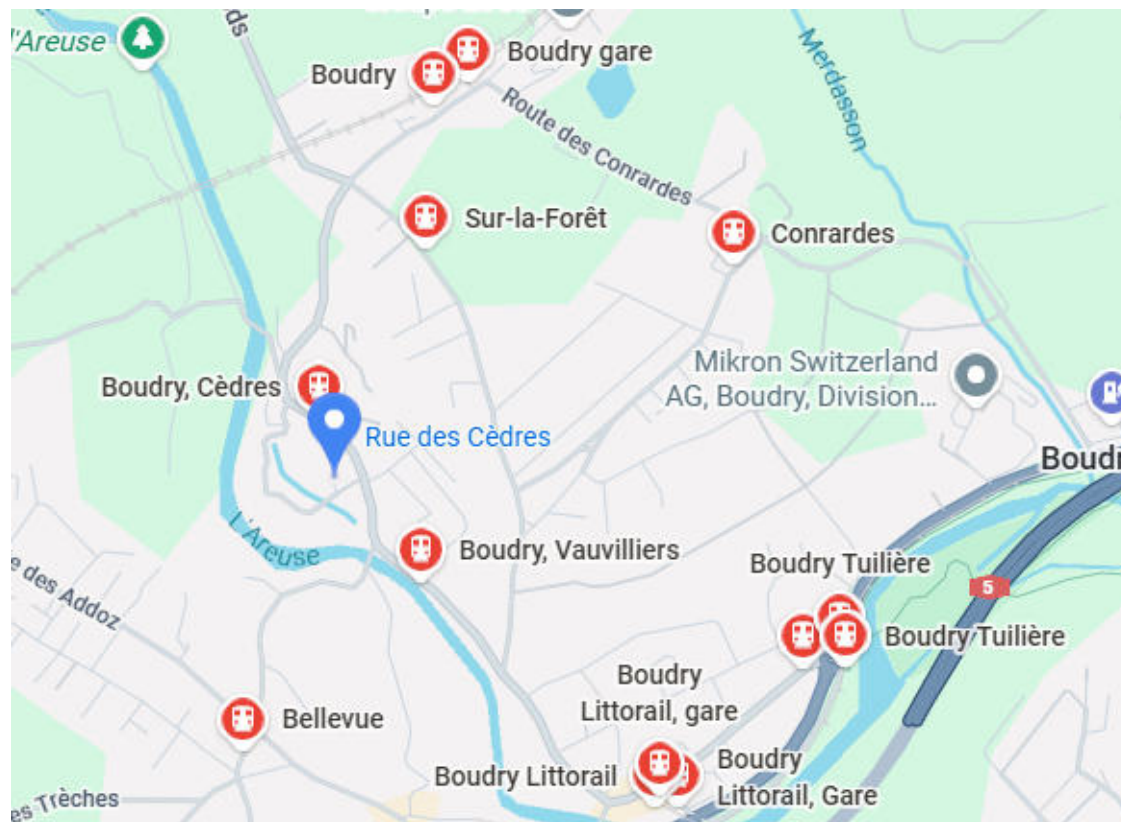 l'Areuse
Boudry gare
Boudry
Merdasson
Route des Conrardes
Sur-la-Forêt
Conrardes
Mikron Switzerland
AG, Boudry, Division...
Boudry, Cèdres
Rue des Cèdres
L'Areuse
Boudry, Vauvilliers
Boudry Tuilière
5
des Addoz
Boudry Tuilière
Boudry
Littorail, gare
Bellevue
Boudry Littorail
Boudry
Littorail, Gare
es Trèches